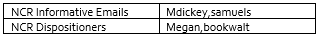 NCR Informative Emails Mdickey,samuels
NCR Dispositioners Megan,bookwalt